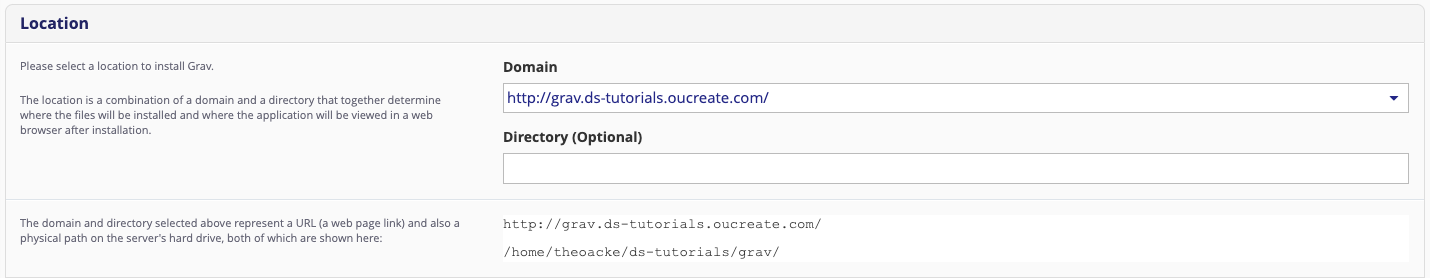 Location
Please select a location to install Grav.
The location is a combination of a domain and a directory that together determine
where the files will be installed and where the application will be viewed in a web
browser after installation.
Domain
http://grav.ds-tutorials.oucreate.com/
Directory (Optional)
The domain and directory selected above represent a URL (a web page link) and also a
physical path on the server's hard drive, both of which are shown here:
http://grav.ds-tutorials.oucreate.com/
/home/theoacke/ds-tutorials/grav/